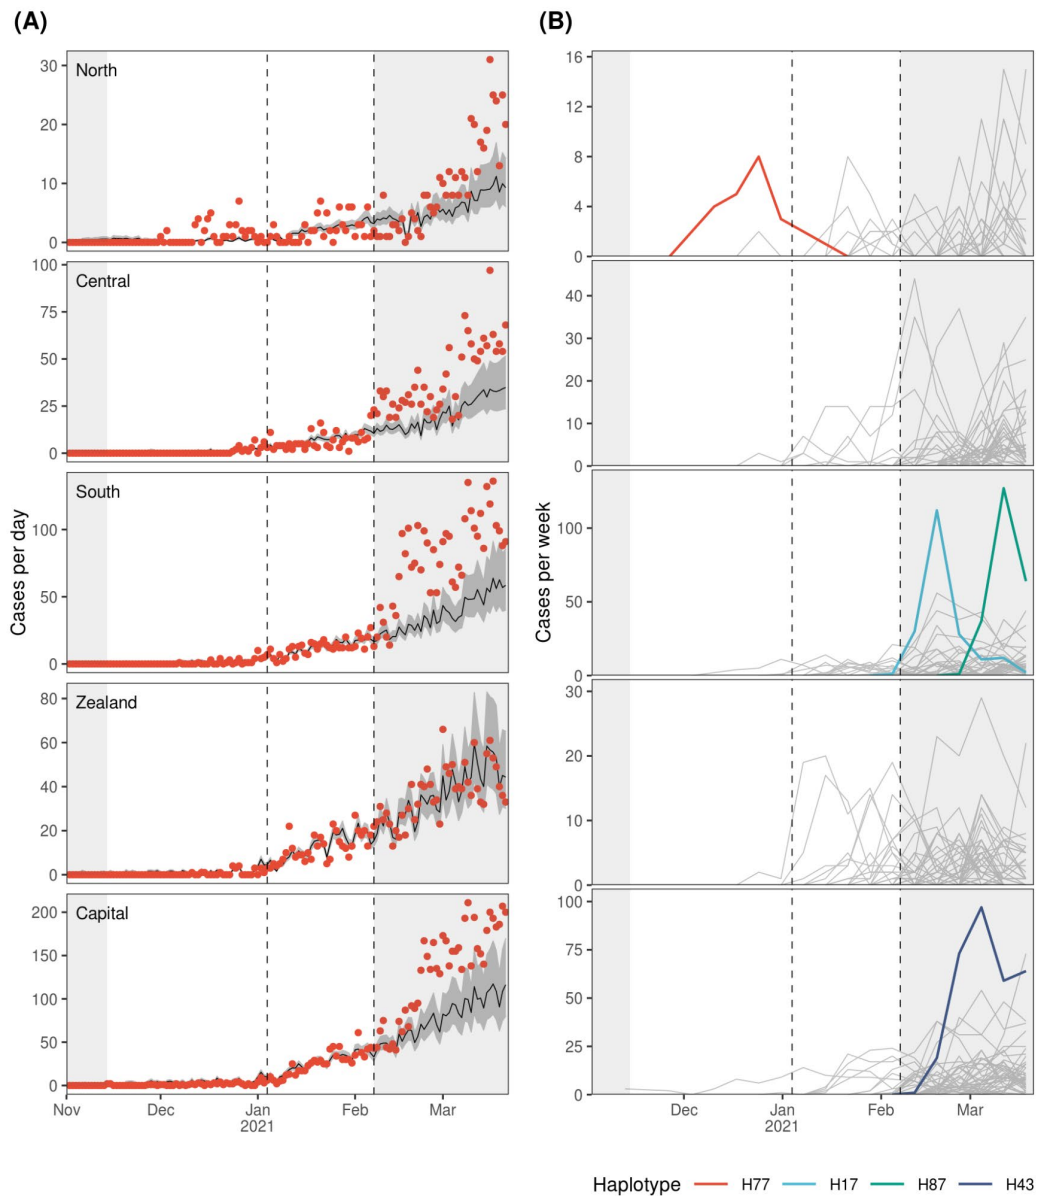 (A)
(B)
Cases per day
North
0
10
20
30
Central
0
25
50
75
100
South
0
50
100
Zealand
0
20
40
60
80
Capital
0
50
100
150
200
Nov
Dec
Jan
2021
Feb
Mar
Cases per week
0
4
8
12
16
0
10
20
30
40
0
50
100
0
10
20
30
0
25
50
75
100
Dec
Jan
2021
Feb
Mar
Haplotype H77 H17 H87 H43